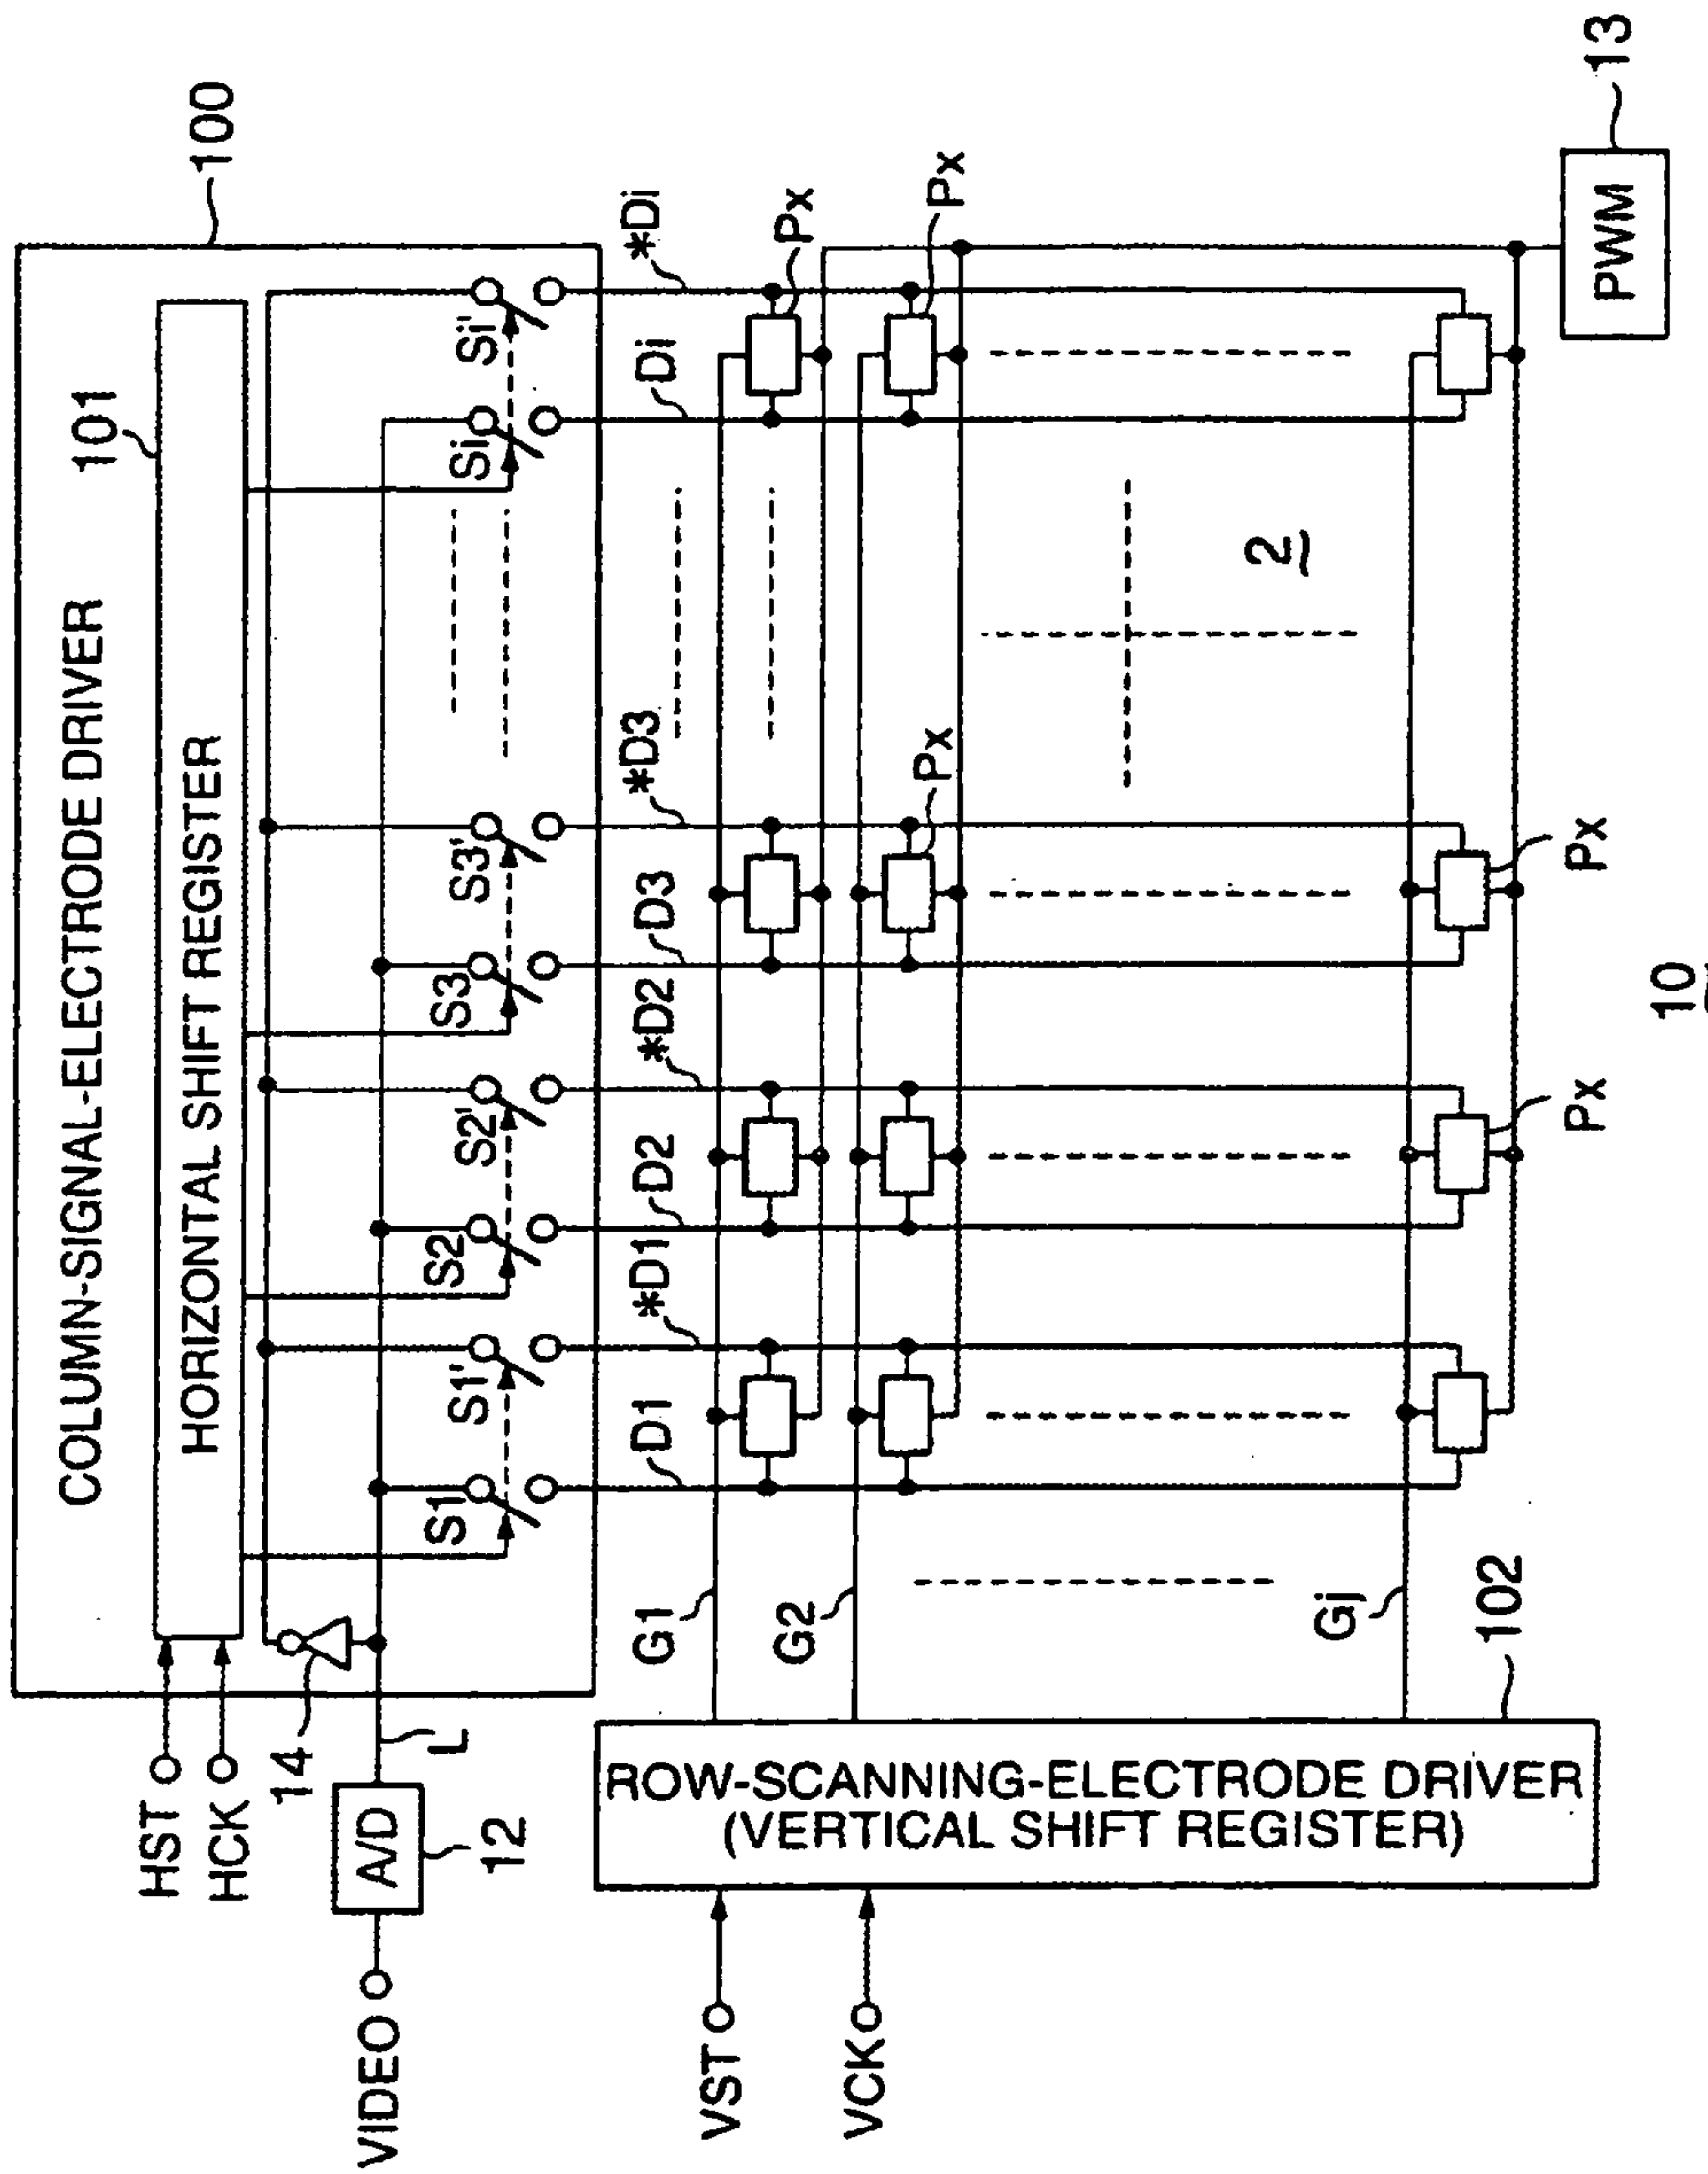 COLUMN-SIGNAL-ELECTRODE DRIVER
100
101
HORIZONTAL SHIFT REGISTER
HST
HCK
14
L
VIDEO
A/D
12
S1
S1'
S2
S2'
S3
S3'
Si
Si'
D1
*D1
D2
*D2
D3
*D3
Di
*Di
G1
G2
Gj
Px
Px
Px
Px
Px
2
VST
VCK
ROW-SCANNING-ELECTRODE DRIVER
(VERTICAL SHIFT REGISTER)
102
PWM
13
10